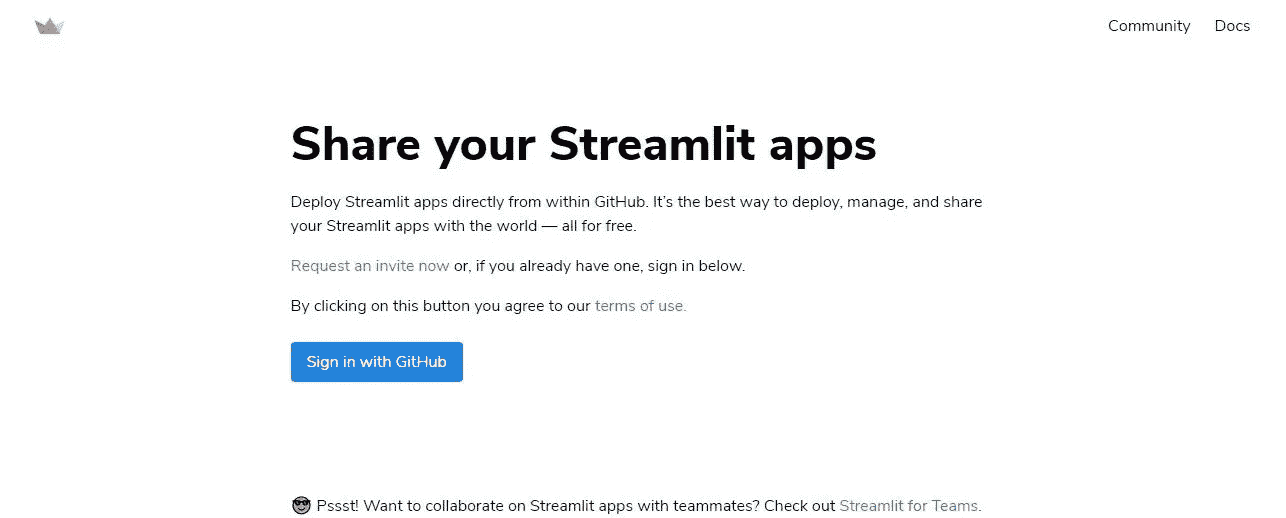 Community Docs
Share your Streamlit apps
Deploy Streamlit apps directly from within GitHub. It’s the best way to deploy, manage, and share
your Streamlit apps with the world — all for free.
Request an invite now or, if you already have one, sign in below.
By clicking on this button you agree to our terms of use.
Sign in with GitHub
😎 Pssst! Want to collaborate on Streamlit apps with teammates? Check out Streamlit for Teams.